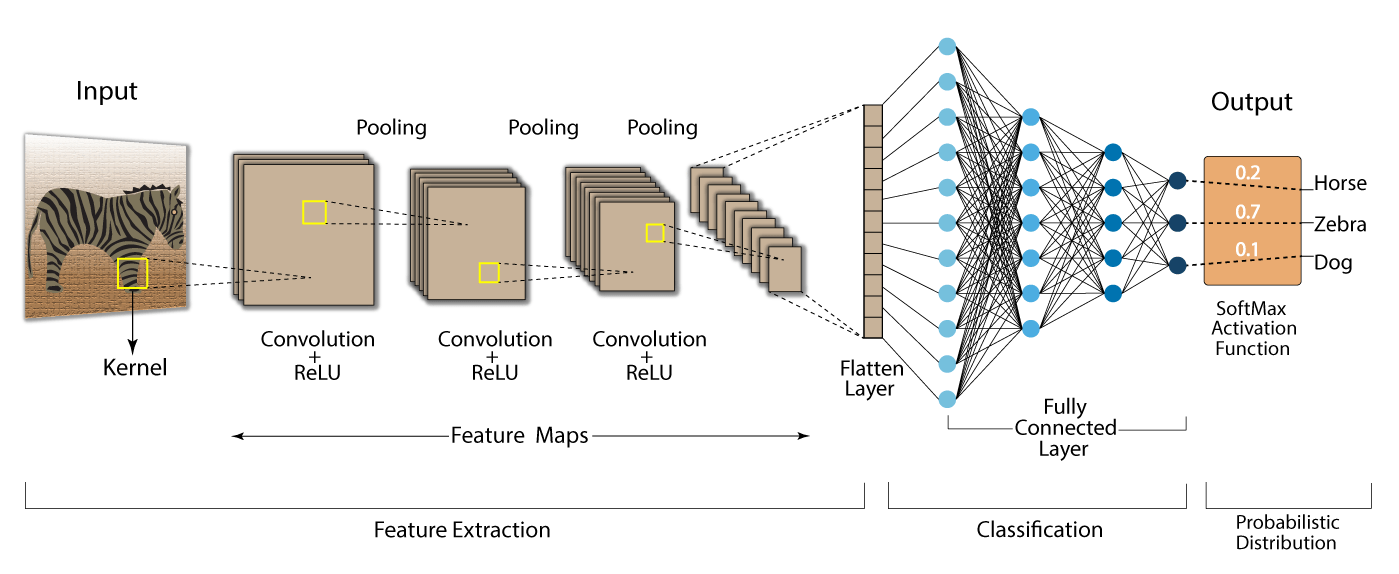 Input
Pooling
Pooling
Pooling
Output
0.2
Horse
0.7
Zebra
0.1
Dog
Kernel
Convolution
+
ReLU
Convolution
+
ReLU
Convolution
+
ReLU
Flatten
Layer
SoftMax
Activation
Function
Feature Maps
Fully
Connected
Layer
Feature Extraction
Classification
Probabilistic
Distribution